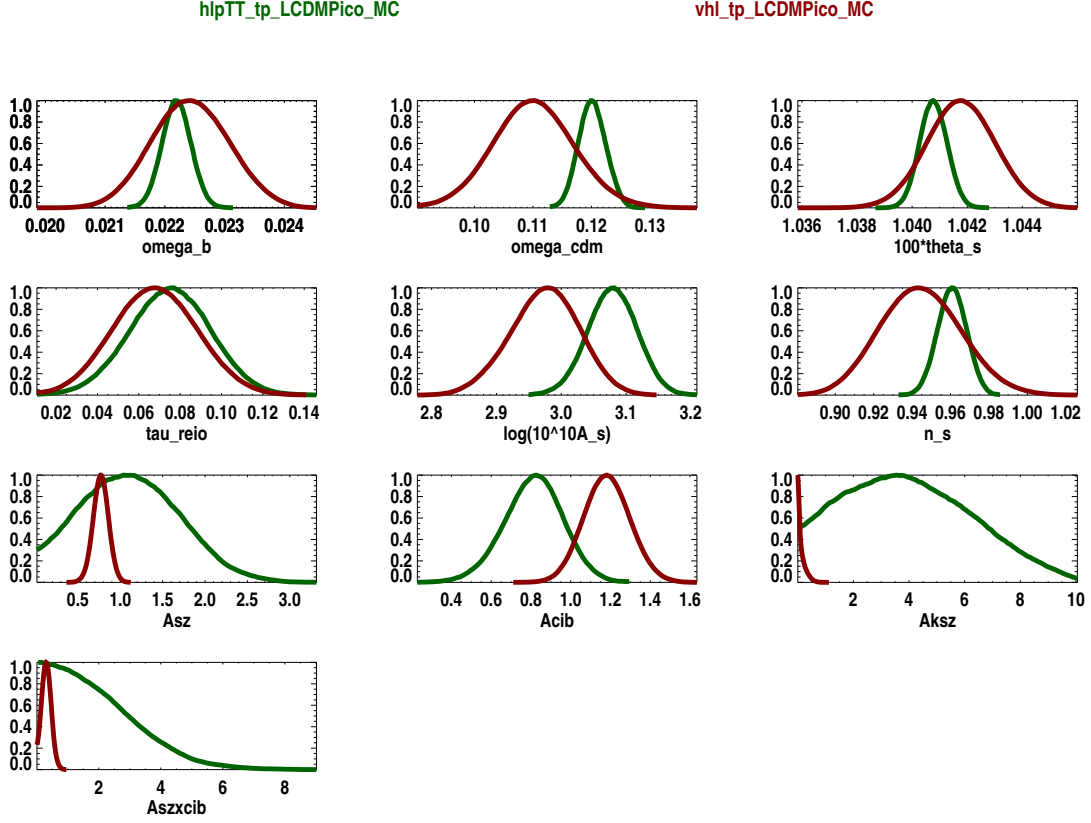 hlpTT_tp_LCDMPico_MC vhl_tp_LCDMPico_MC
1.0 0.8 0.6 0.4 0.2 0.0
0.020 0.021 0.022 0.023 0.024
omega_b
1.0 0.8 0.6 0.4 0.2 0.0
0.10 0.11 0.12 0.13
omega_cdm
1.0 0.8 0.6 0.4 0.2 0.0
1.036 1.038 1.040 1.042 1.044
100*theta_s
1.0 0.8 0.6 0.4 0.2 0.0
0.02 0.04 0.06 0.08 0.10 0.12 0.14
tau_reio
1.0 0.8 0.6 0.4 0.2 0.0
2.8 2.9 3.0 3.1 3.2
log(10^10A_s)
1.0 0.8 0.6 0.4 0.2 0.0
0.90 0.92 0.94 0.96 0.98 1.00 1.02
n_s
1.0 0.8 0.6 0.4 0.2 0.0
0.5 1.0 1.5 2.0 2.5 3.0
Asz
1.0 0.8 0.6 0.4 0.2 0.0
0.4 0.6 0.8 1.0 1.2 1.4 1.6
Acib
1.0 0.8 0.6 0.4 0.2 0.0
2 4 6 8 10
Aksz
1.0 0.8 0.6 0.4 0.2 0.0
2 4 6 8
Aszxcib